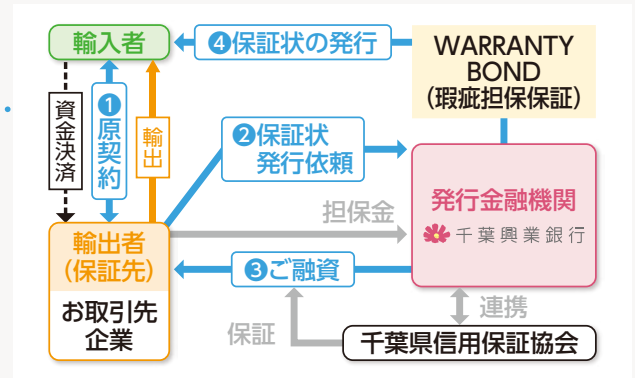 輸入者
❹保証状の発行
WARRANTY
BOND
(瑕疵担保保証)
資金決済
❶原契約
輸出
❷保証状
発行依頼
発行金融機関
千葉興業銀行
担保金
輸出者
(保証先)
お取引先
企業
❸ご融資
連携
保証
千葉県信用保証協会